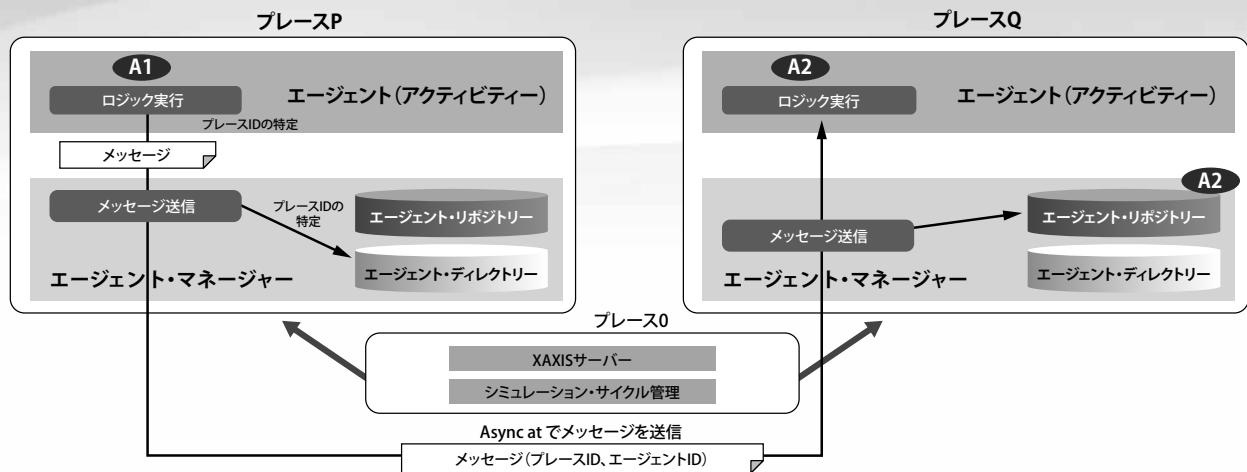 プレースP
A1
ロジック実行
エージェント（アクティビティー）
プレースIDの特定
メッセージ
メッセージ送信
プレースIDの
特定
エージェント・リポジトリー
エージェント・ディレクトリー
エージェント・マネージャー
プレースQ
A2
ロジック実行
エージェント（アクティビティー）
A2
メッセージ送信
エージェント・リポジトリー
エージェント・ディレクトリー
エージェント・マネージャー
プレース0
XAXISサーバー
シミュレーション・サイクル管理
Async at でメッセージを送信
メッセージ（プレースID、エージェントID）